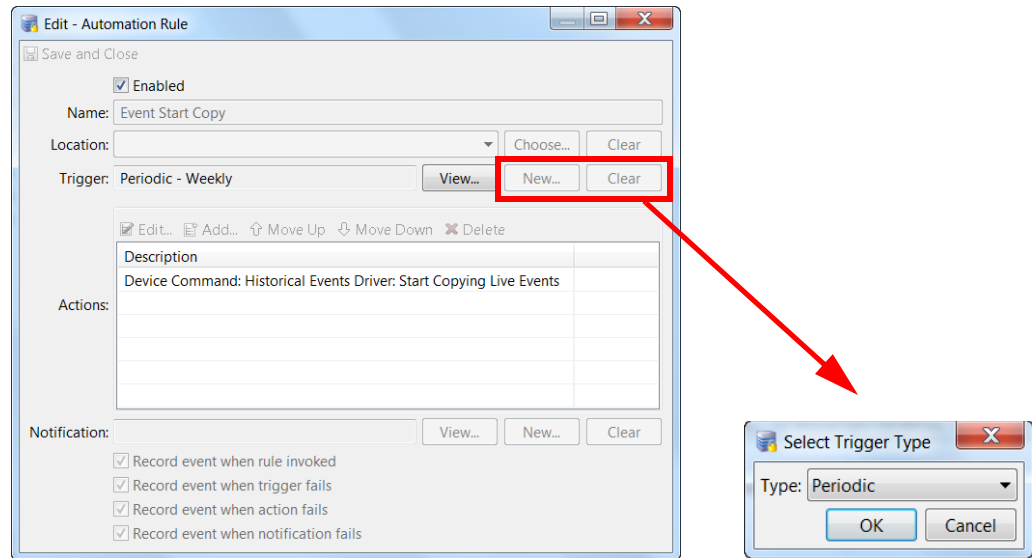 Edit - Automation Rule
Save and Close
Enabled
Name: Event Start Copy
Location: Choose... Clear
Trigger: Periodic - Weekly View... New... Clear
Edit... Add... Move Up Move Down Delete
Description
Device Command: Historical Events Driver: Start Copying Live Events
Actions:
Notification: View... New... Clear
Record event when rule invoked
Record event when trigger fails
Record event when action fails
Record event when notification fails
Select Trigger Type
Type: Periodic
OK Cancel